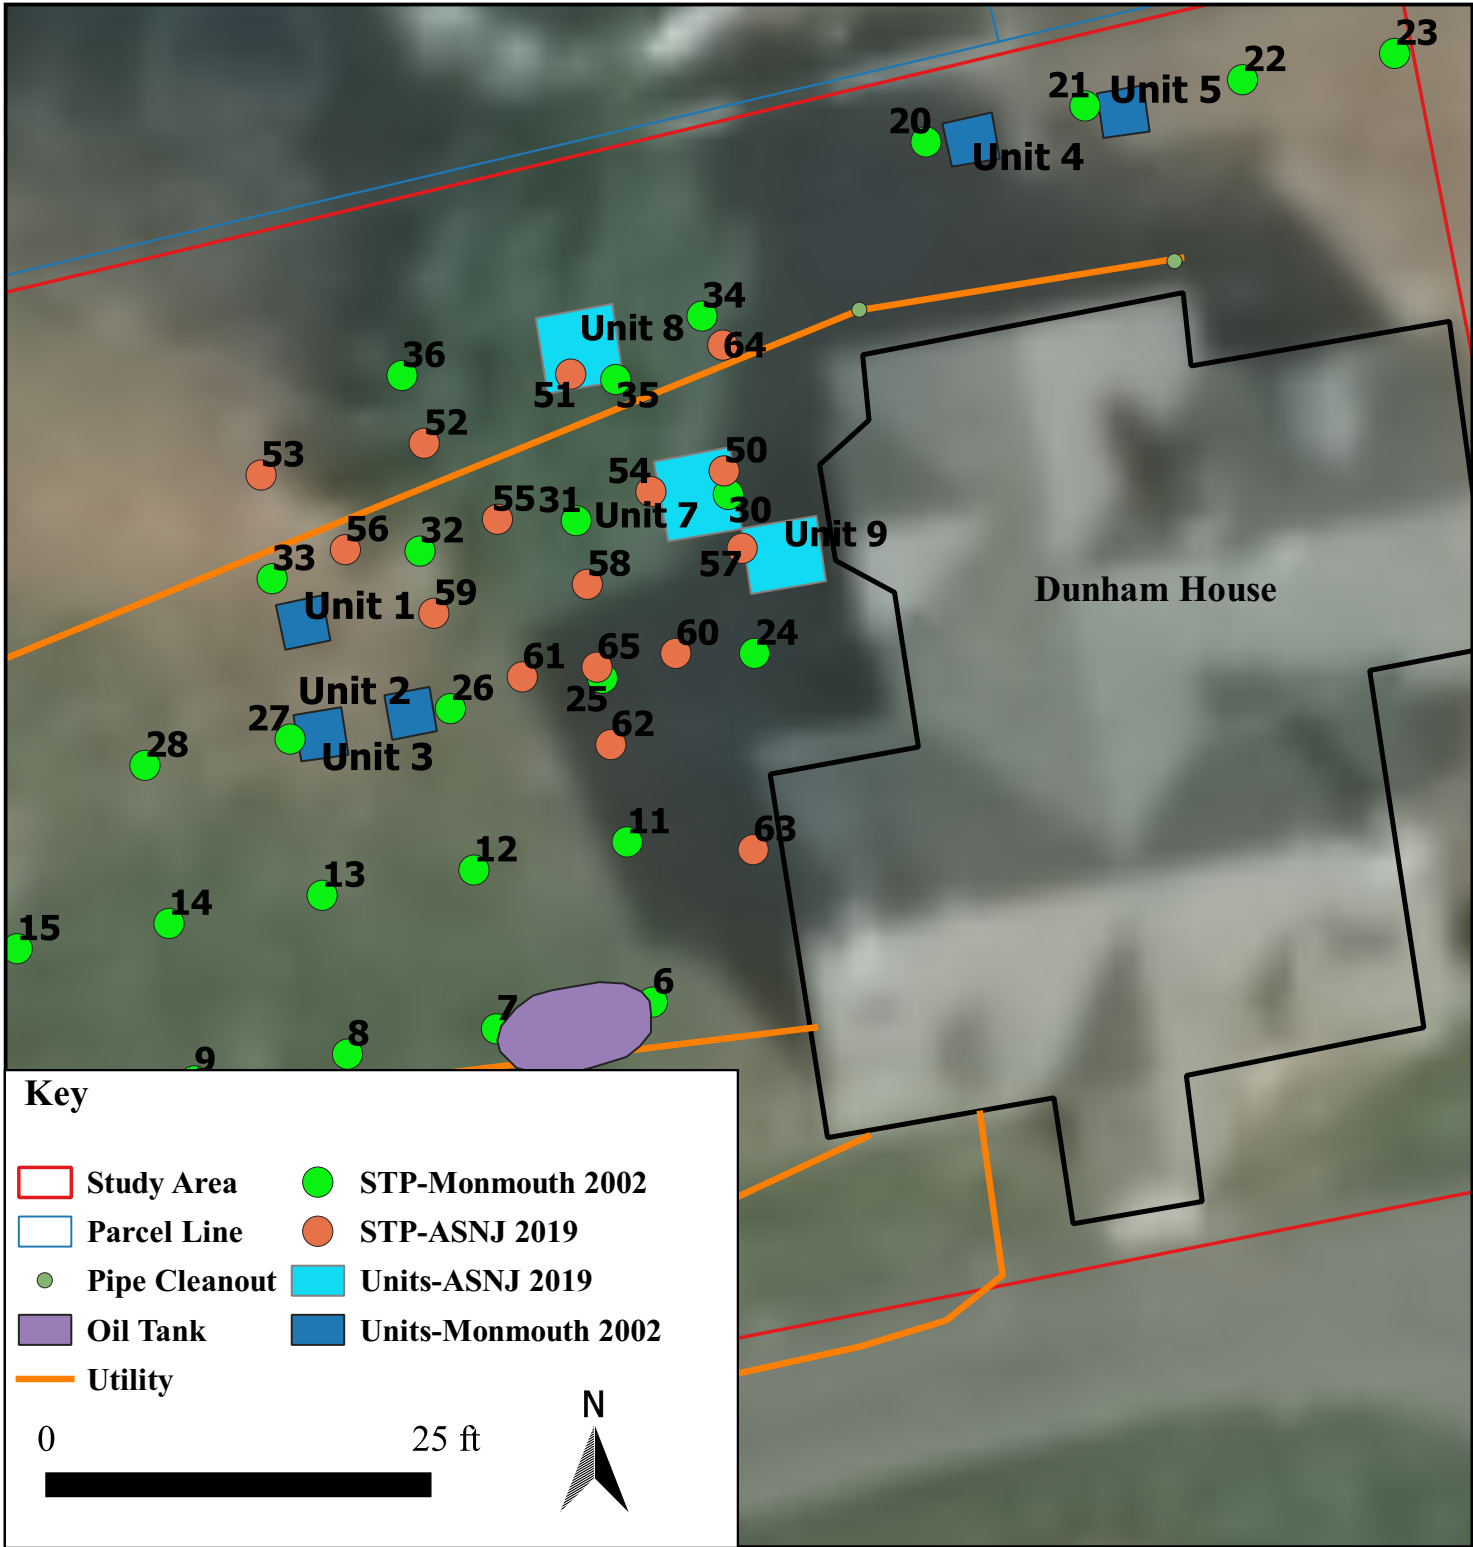 23
22
21
Unit 5
20
Unit 4
34
Unit 8
64
36
51
35
52
53
50
54
55
31
Unit 7
30
56
32
Unit 9
33
57
58
Dunham House
59
Unit 1
24
60
65
61
Unit 2
25
26
27
62
28
Unit 3
11
63
12
13
14
15
6
7
8
9
Key
Study Area
STP-Monmouth 2002
Parcel Line
STP-ASNJ 2019
Pipe Cleanout
Units-ASNJ 2019
Oil Tank
Units-Monmouth 2002
Utility
N
0
25 ft